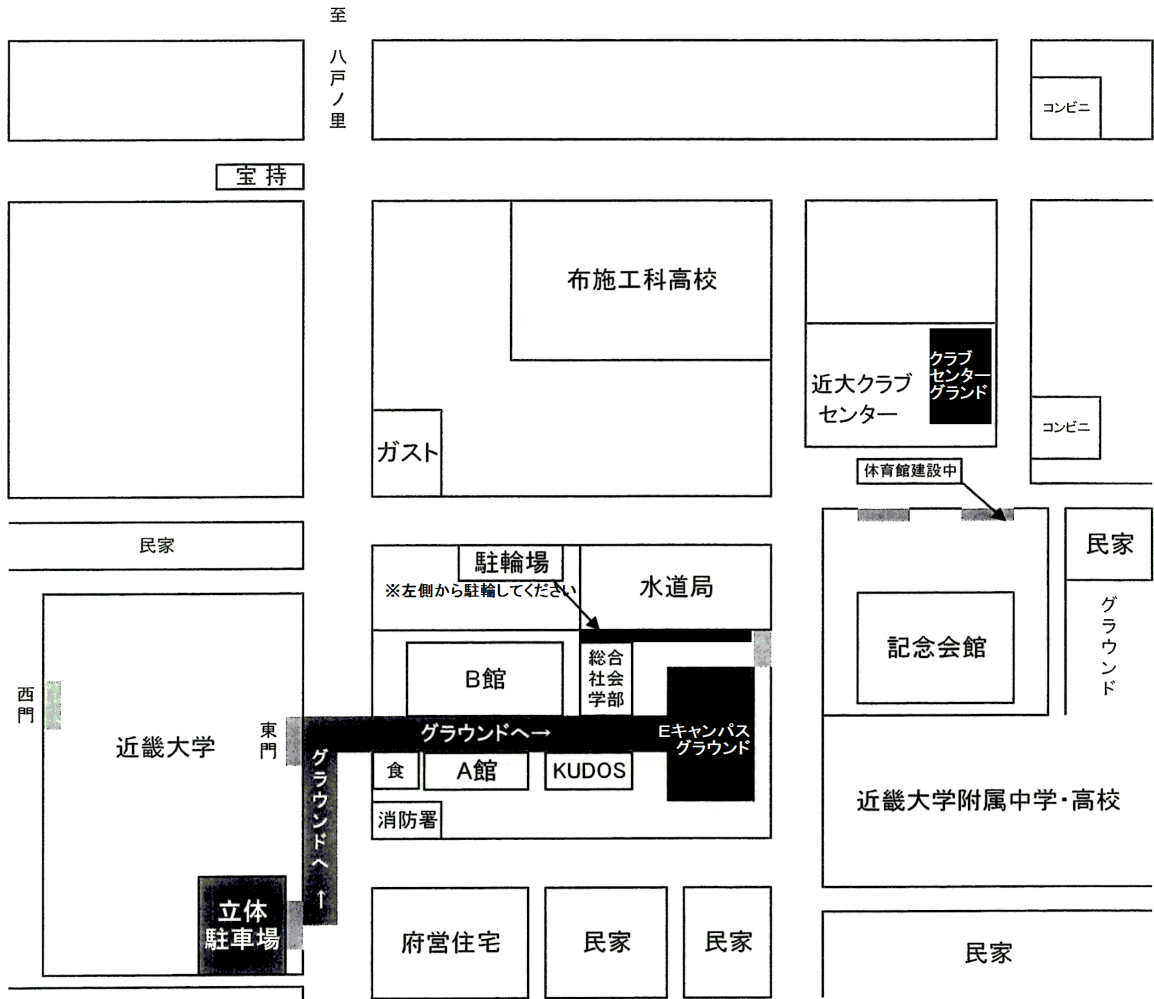 至
八戸ノ里
コンビニ
宝持
布施工科高校
クラブ
センター
グランド
近大クラブ
センター
コンビニ
ガスト
体育館建設中
民家
駐輪場
※左側から駐輪してください
水道局
民家
グラウンド
記念会館
B館
総合
社会
学部
西門
近畿大学
東門
グラウンドへ→
Eキャンパス
グラウンド
グラウンドへ→
食
A館
KUDOS
消防署
近畿大学附属中学・高校
立体
駐車場
府営住宅
民家
民家
民家